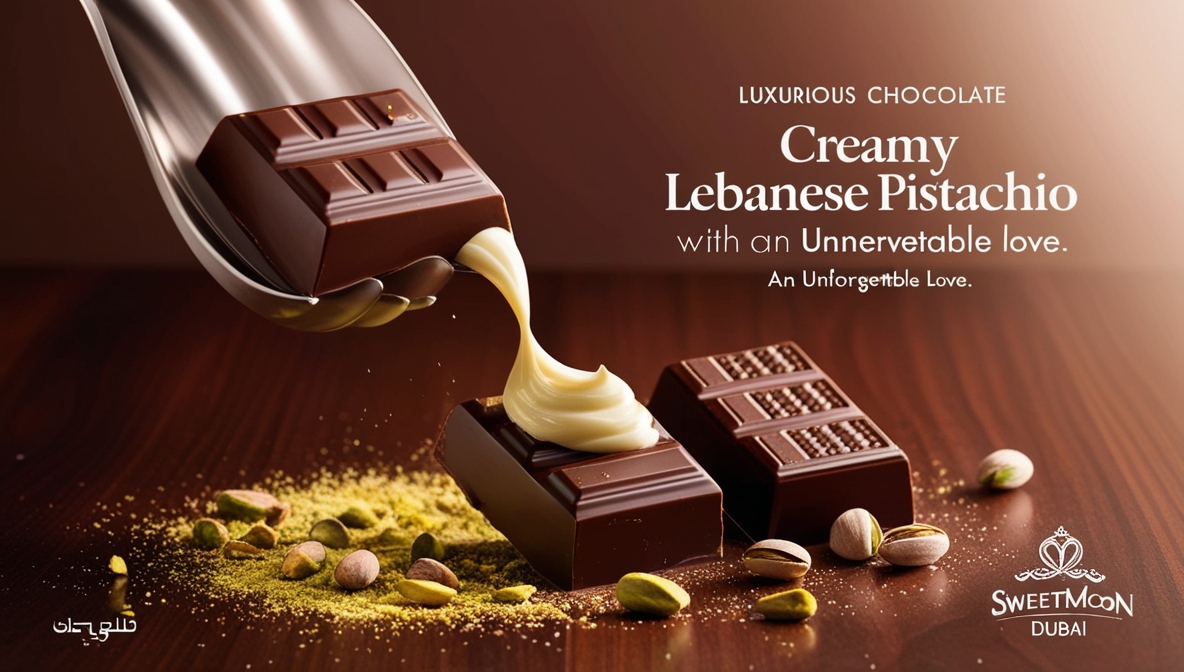 LUXURIOUS CHOCOLATE
Creamy
Lebanese Pistachio
with an Unnervetable love.
An Unforgettble Love.
SWEETMOON
DUBAI